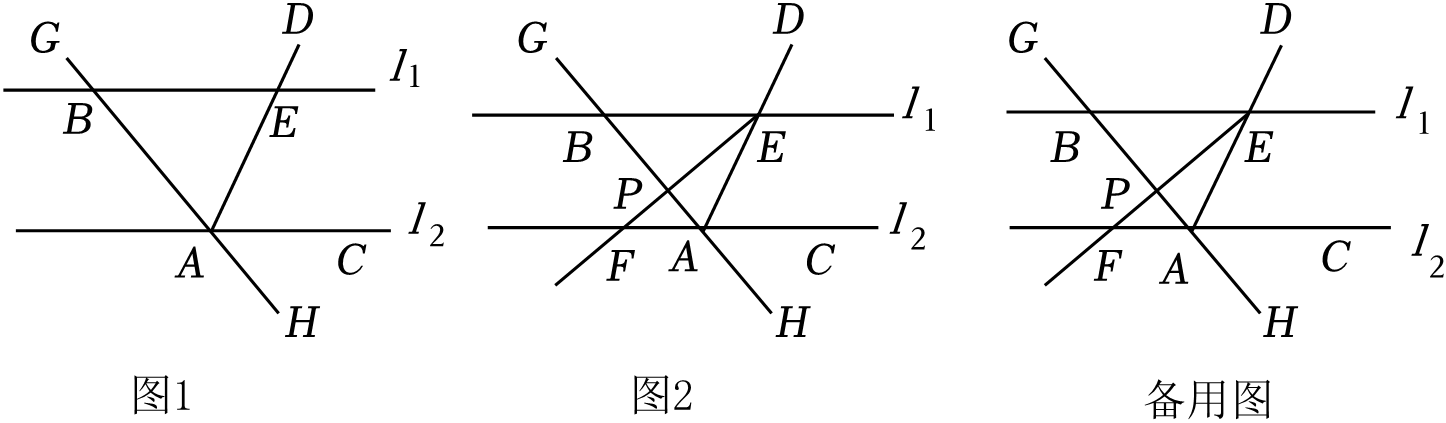 G D l₁
B E
A C l₂
H
图1
G D l₁
B E
P
F A C l₂
H
图2
G D l₁
B E
P
F A C l₂
H
备用图